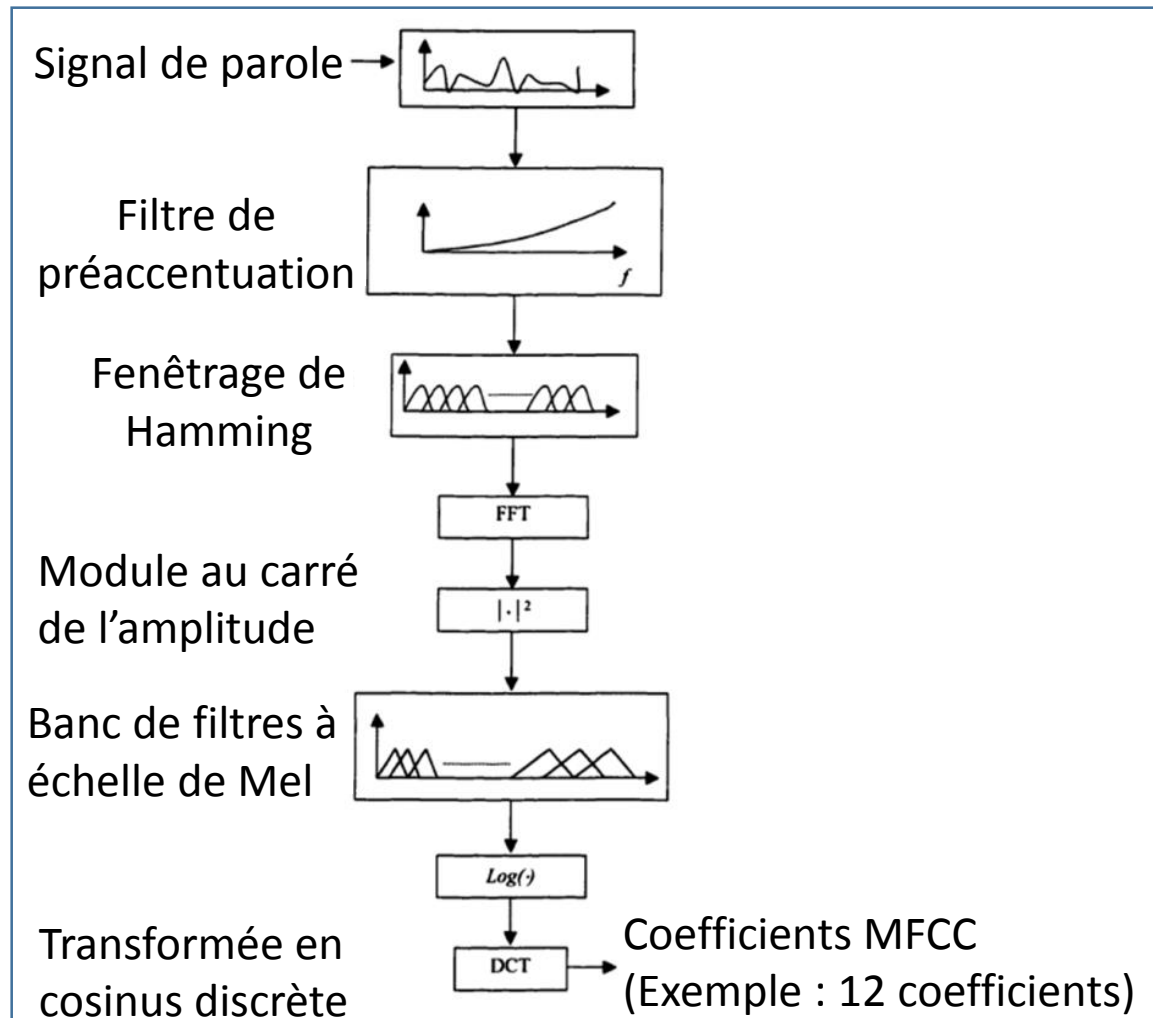 Signal de parole
Filtre de
préaccentuation
f
Fenêtrage de
Hamming
FFT
Module au carré
de l’amplitude
|·|²
Banc de filtres à
échelle de Mel
Log(·)
Transformée en
cosinus discrète
DCT
Coefficients MFCC
(Exemple : 12 coefficients)